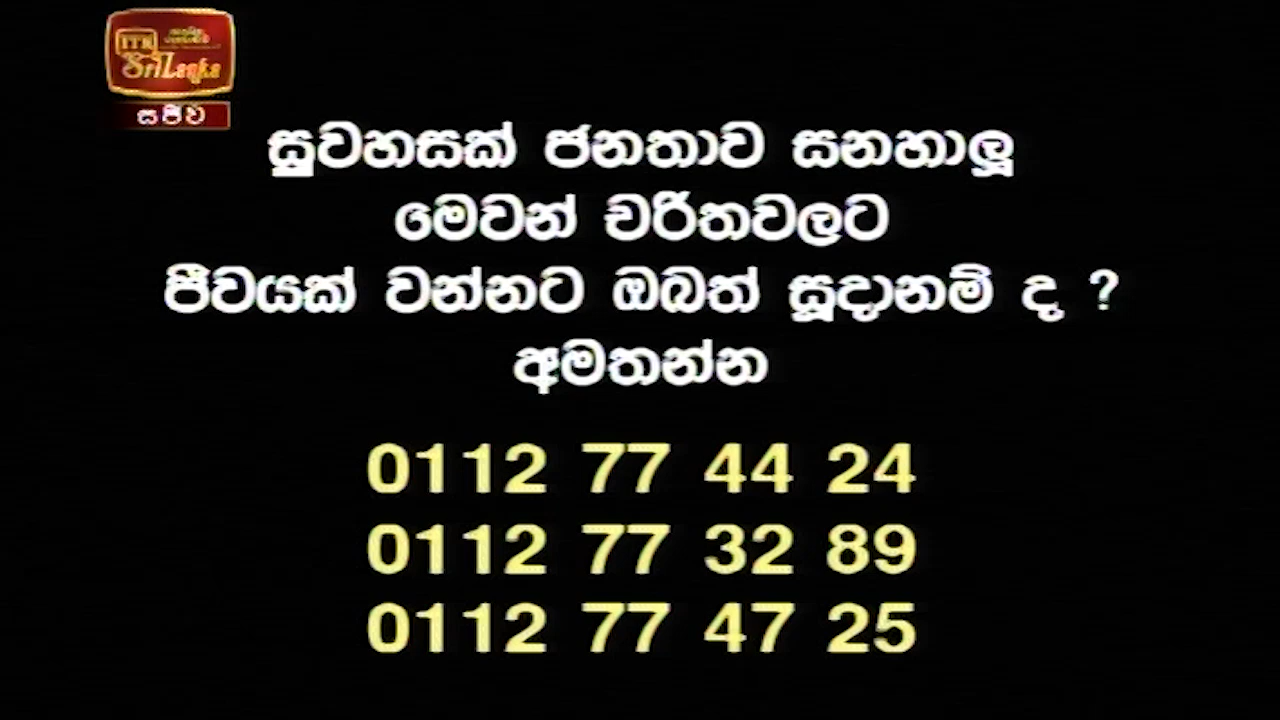 ITN
Sri Lanka
සජීවී
සුවහසක් ජනතාව සනහාලූ
මෙවන් චරිතවලට
ජීවයක් වන්නට ඔබත් සූදානම් ද ?
අමතන්න
0112 77 44 24
0112 77 32 89
0112 77 47 25